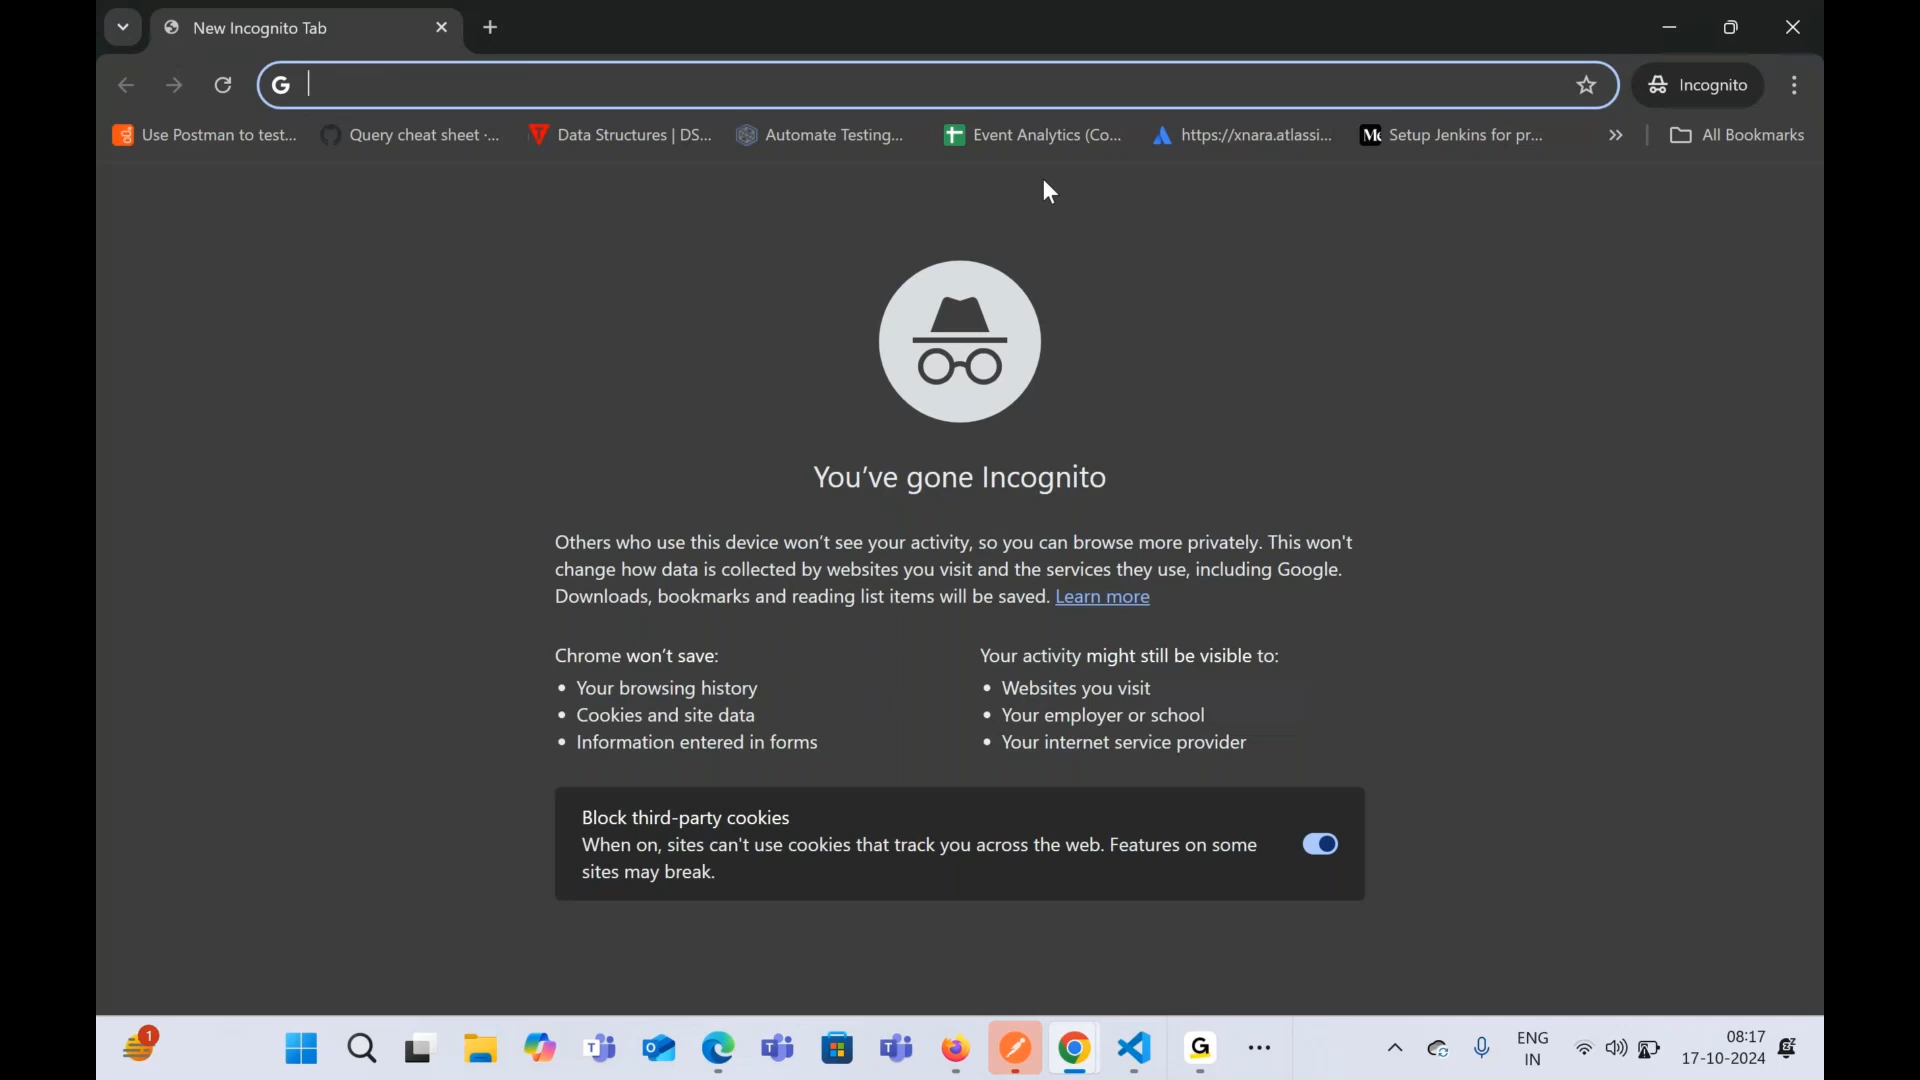 New Incognito Tab
G
Incognito
Use Postman to test...
Query cheat sheet ·...
Data Structures | DS...
Automate Testing...
Event Analytics (Co...
https://xnara.atlassi...
Setup Jenkins for pr...
All Bookmarks
You've gone Incognito
Others who use this device won't see your activity, so you can browse more privately. This won't
change how data is collected by websites you visit and the services they use, including Google.
Downloads, bookmarks and reading list items will be saved. Learn more
Chrome won't save:
• Your browsing history
• Cookies and site data
• Information entered in forms
Your activity might still be visible to:
• Websites you visit
• Your employer or school
• Your internet service provider
Block third-party cookies
When on, sites can't use cookies that track you across the web. Features on some
sites may break.
1
ENG
IN
08:17
17-10-2024